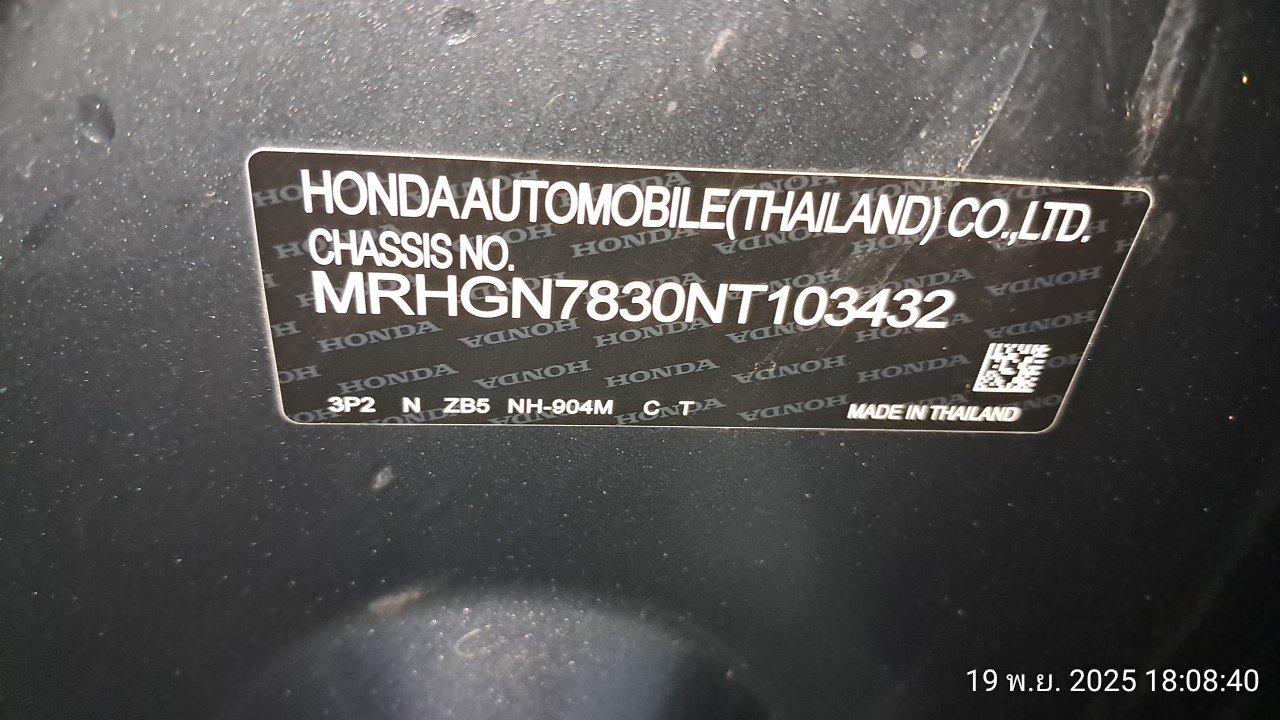 HONDA AUTOMOBILE (THAILAND) CO.,LTD.
CHASSIS NO.
MRHGN7830NT103432
3P2 N ZB5 NH-904M C T
MADE IN THAILAND
19 พ.ย. 2025 18:08:40